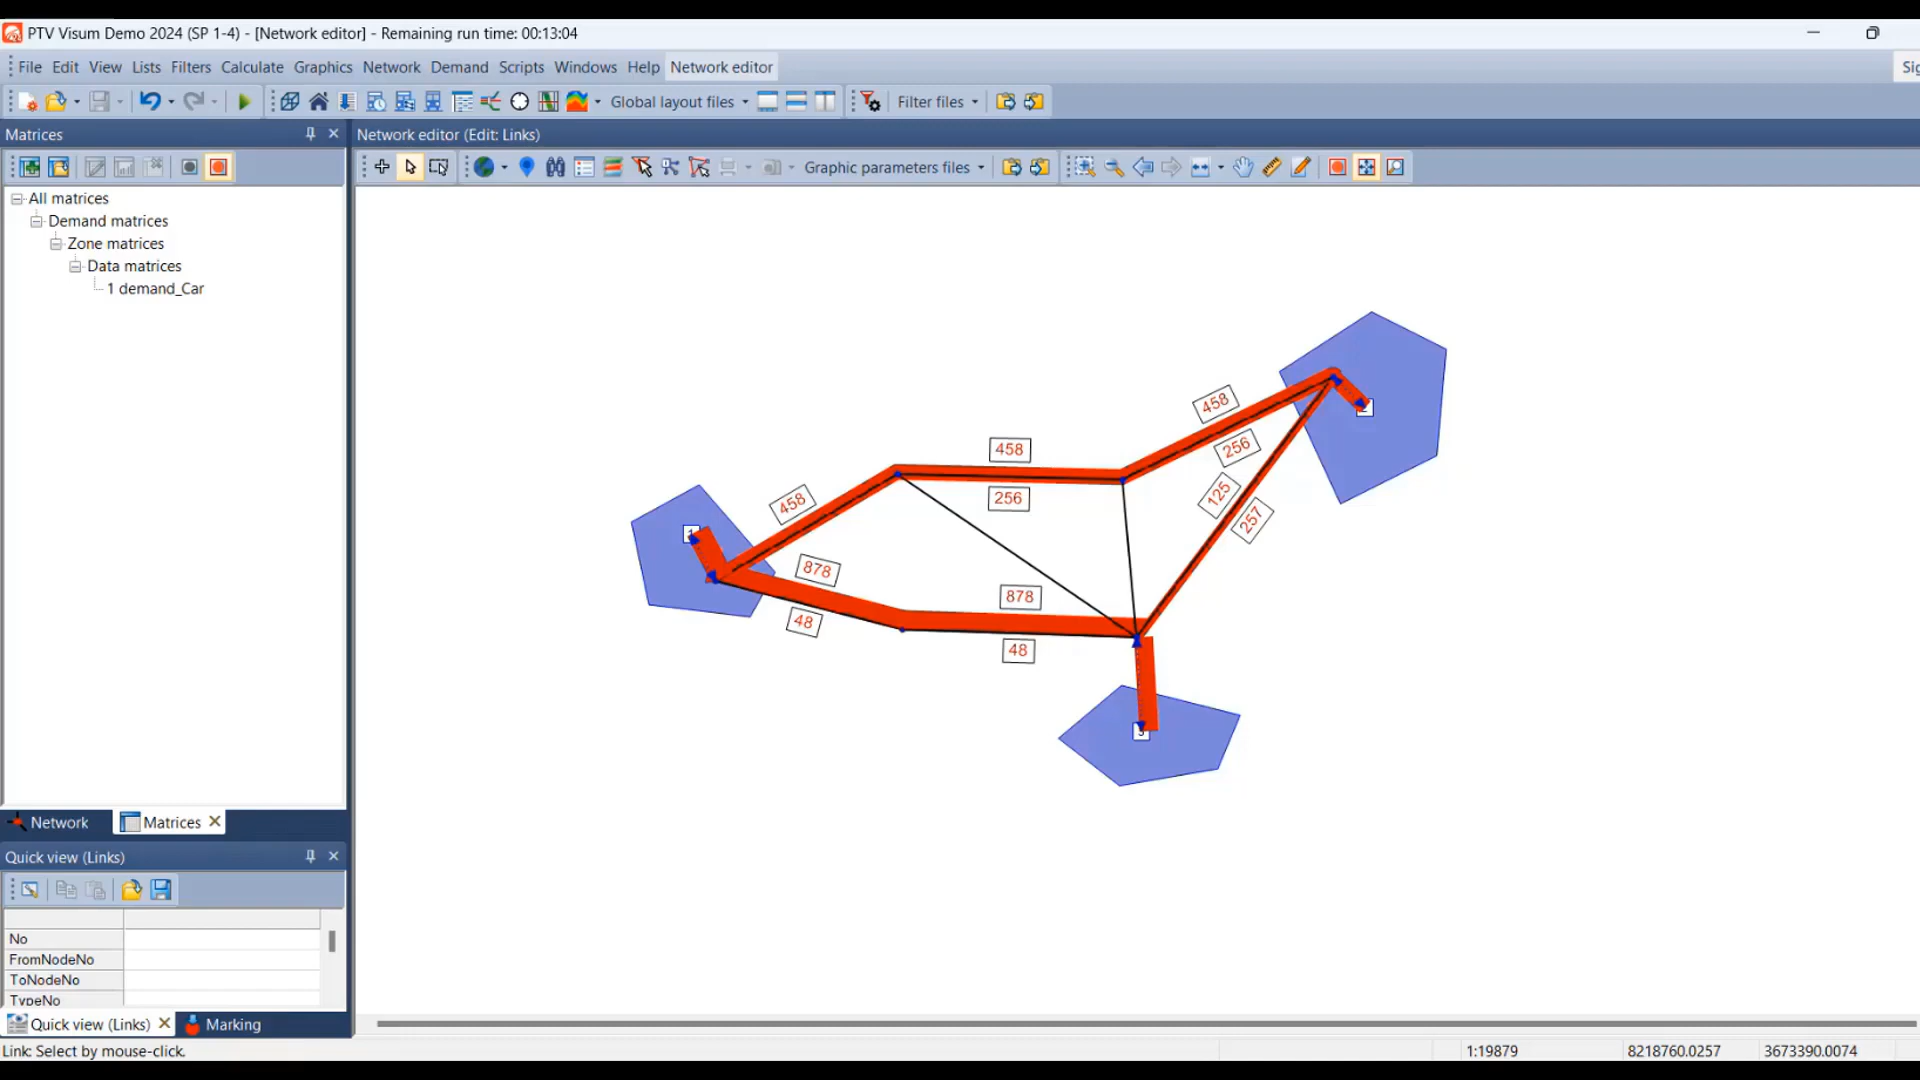 PTV Visum Demo 2024 (SP 1-4) - [Network editor] - Remaining run time: 00:13:04
File Edit View Lists Filters Calculate Graphics Network Demand Scripts Windows Help Network editor
Sig
Global layout files Filter files
Matrices
Network editor (Edit: Links)
Graphic parameters files
All matrices
Demand matrices
Zone matrices
Data matrices
1 demand_Car
458
256
458
256
458
125
257
878
48
878
48
1
2
3
Network Matrices
Quick view (Links)
No
FromNodeNo
ToNodeNo
TypeNo
Quick view (Links) Marking
Link: Select by mouse-click.
1:19879 8218760.0257 3673390.0074